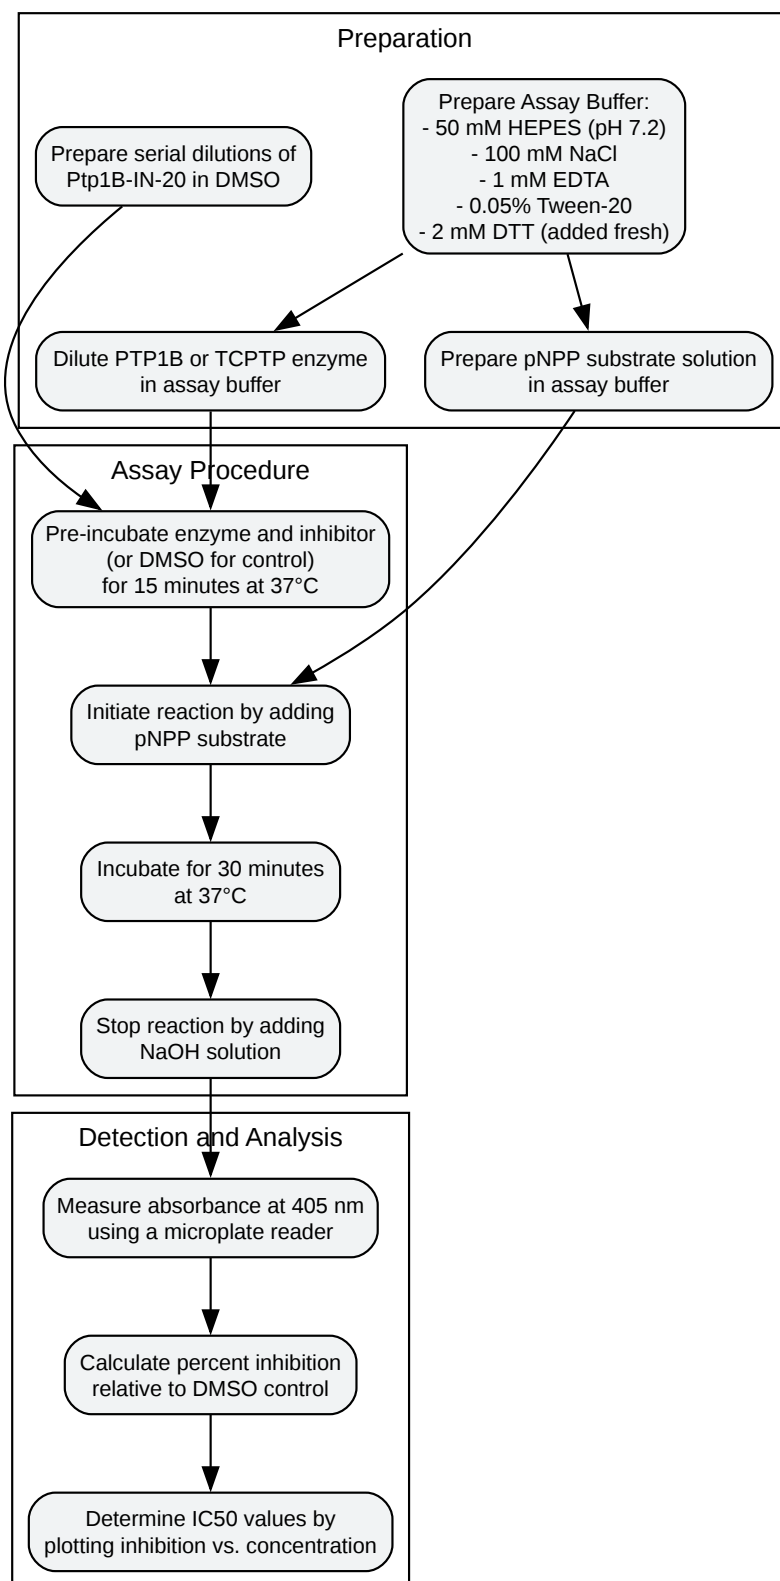 Preparation
Prepare serial dilutions of
Ptp1B-IN-20 in DMSO
Prepare Assay Buffer:
- 50 mM HEPES (pH 7.2)
- 100 mM NaCl
- 1 mM EDTA
- 0.05% Tween-20
- 2 mM DTT (added fresh)
Dilute PTP1B or TCPTP enzyme
in assay buffer
Prepare pNPP substrate solution
in assay buffer
Assay Procedure
Pre-incubate enzyme and inhibitor
(or DMSO for control)
for 15 minutes at 37°C
Initiate reaction by adding
pNPP substrate
Incubate for 30 minutes
at 37°C
Stop reaction by adding
NaOH solution
Detection and Analysis
Measure absorbance at 405 nm
using a microplate reader
Calculate percent inhibition
relative to DMSO control
Determine IC50 values by
plotting inhibition vs. concentration